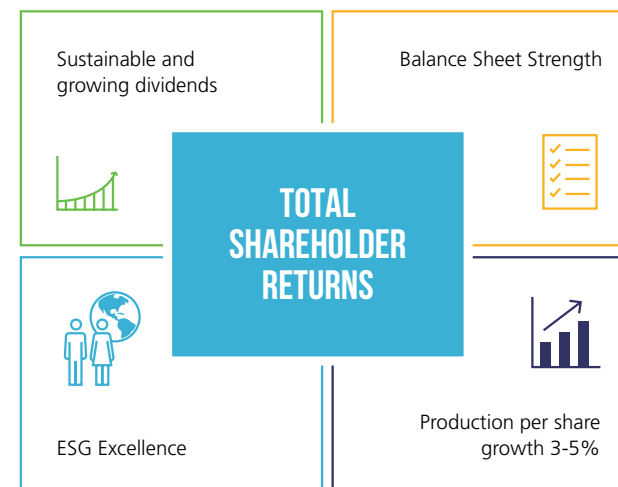 Sustainable and
growing dividends
Balance Sheet Strength
TOTAL
SHAREHOLDER
RETURNS
ESG Excellence
Production per share
growth 3-5%